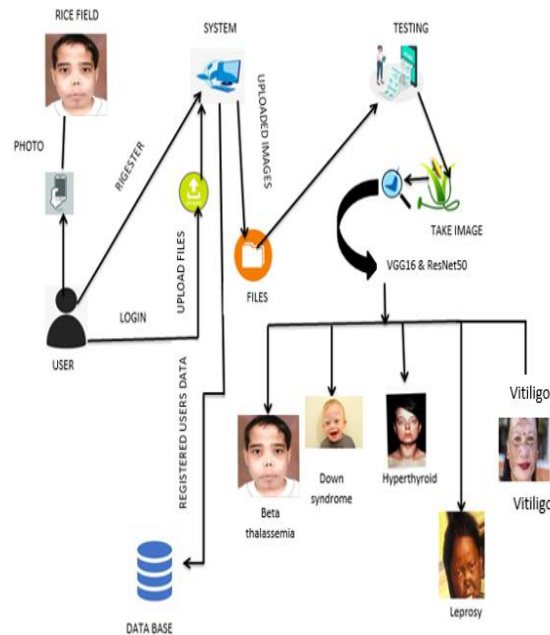 RICE FIELD
SYSTEM
TESTING
PHOTO
RIGESTER
UPLOADED IMAGES
UPLOAD FILES
TAKE IMAGE
VGG16 & ResNet50
FILES
LOGIN
USER
REGISTERED USERS DATA
Vitiligo
Beta
thalassemia
Down
syndrome
Hyperthyroid
Vitiligo
Leprosy
DATA BASE